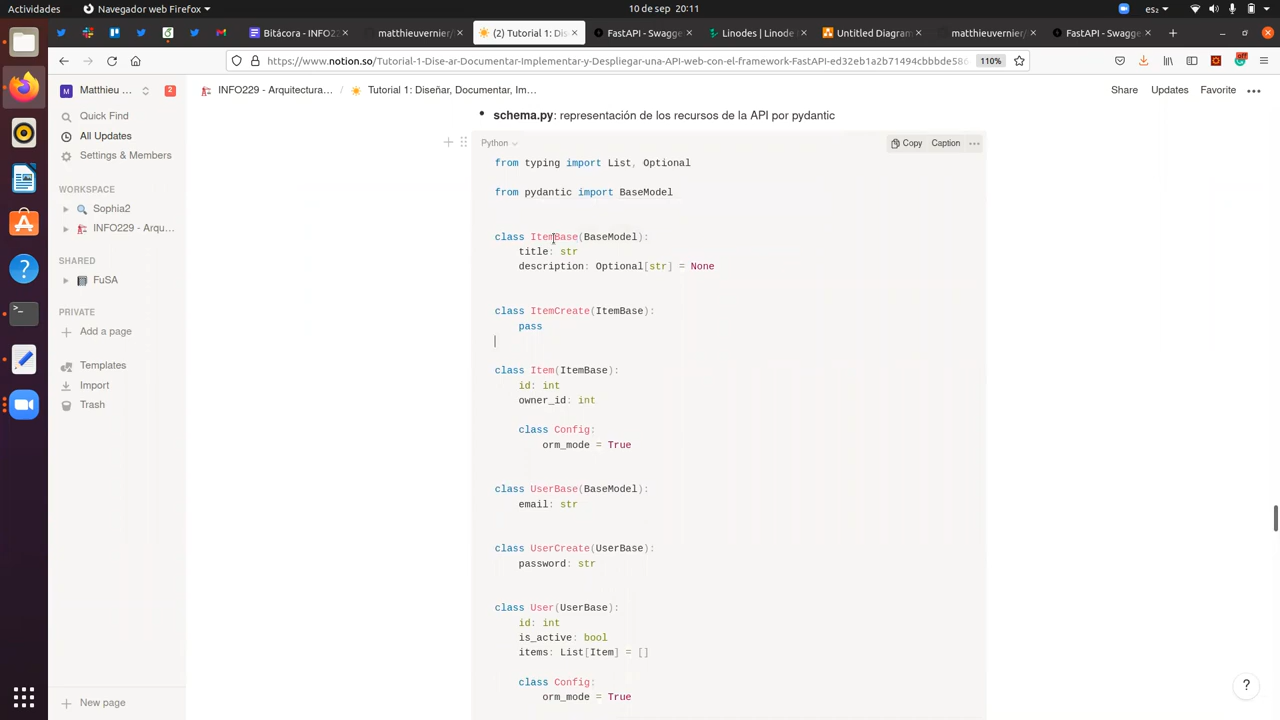 Actividades
Navegador web Firefox
10 de sep 20:11
es₂
Bitácora - INFO229
matthieuvernier/
(2) Tutorial 1: Dis
FastAPI - Swagge
Linodes | Linode
Untitled Diagram
matthieuvernier/
FastAPI - Swagge
https://www.notion.so/Tutorial-1-Dise-ar-Documentar-Implementar-y-Despliegar-una-API-web-con-el-framework-FastAPI-ed32eb1a2b71494cbbbde58
110%
Matthieu ...
2
INFO229 - Arquitectura...
/
Tutorial 1: Diseñar, Documentar, Im...
Share
Updates
Favorite
Quick Find
All Updates
Settings & Members
WORKSPACE
Sophia2
INFO229 - Arqu...
SHARED
FuSA
PRIVATE
Add a page
Templates
Import
Trash
New page
• schema.py: representación de los recursos de la API por pydantic
Python
Copy
Caption
from typing import List, Optional
from pydantic import BaseModel
class ItemBase(BaseModel):
title: str
description: Optional[str] = None
class ItemCreate(ItemBase):
pass
class Item(ItemBase):
id: int
owner_id: int
class Config:
orm_mode = True
class UserBase(BaseModel):
email: str
class UserCreate(UserBase):
password: str
class User(UserBase):
id: int
is_active: bool
items: List[Item] = []
class Config:
orm_mode = True
?